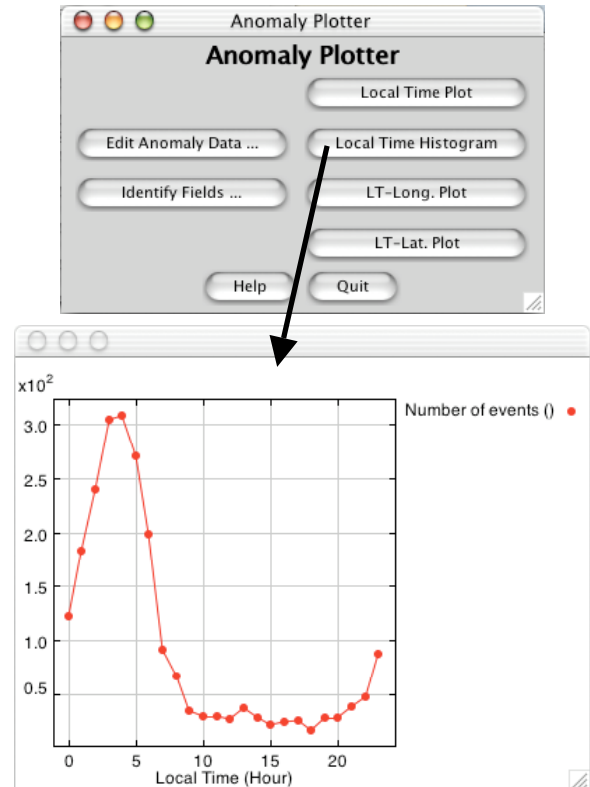 Anomaly Plotter
Anomaly Plotter
Local Time Plot
Edit Anomaly Data ...
Local Time Histogram
Identify Fields ...
LT-Long. Plot
LT-Lat. Plot
Help
Quit
x10²
3.0
2.5
2.0
1.5
1.0
0.5
0 5 10 15 20
Local Time (Hour)
Number of events ()